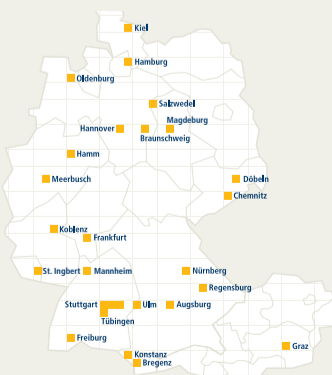 Kiel
Hamburg
Oldenburg
Salzwedel
Magdeburg
Hannover
Braunschweig
Hamm
Meerbusch
Döbeln
Chemnitz
Koblenz
Frankfurt
St. Ingbert
Mannheim
Nürnberg
Regensburg
Stuttgart
Ulm
Augsburg
Tübingen
Freiburg
Graz
Konstanz
Bregenz